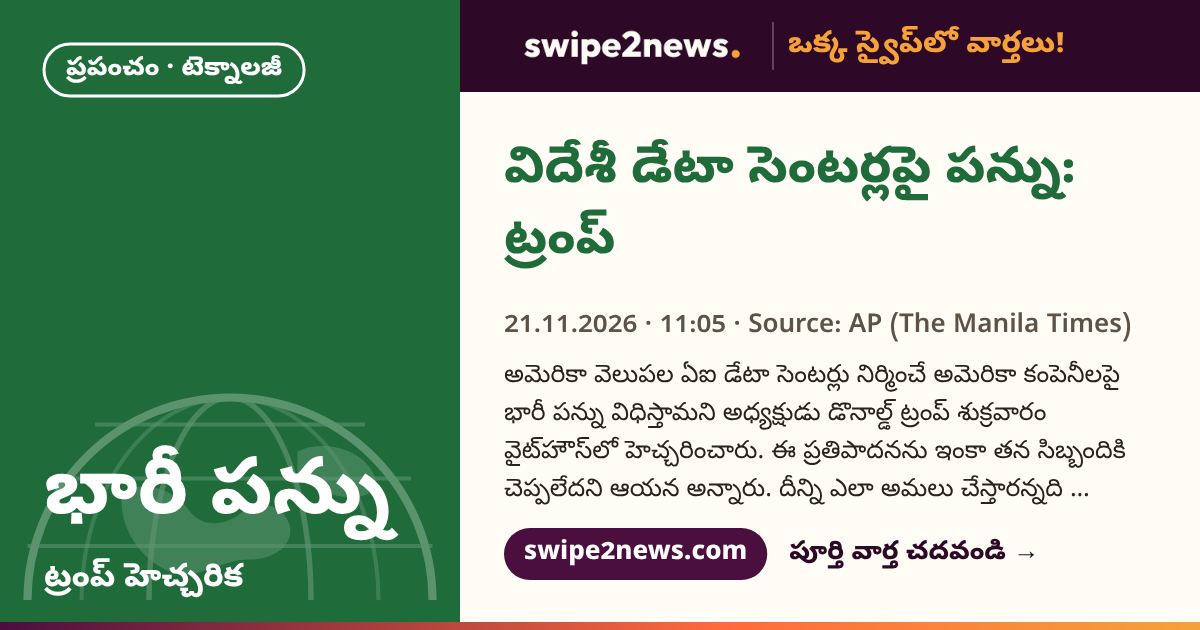 ప్రపంచం · టెక్నాలజీ
భారీ పన్ను
ట్రంప్ హెచ్చరిక
swipe2news.
ఒక్క స్వైప్‌లో వార్తలు!
విదేశీ డేటా సెంటర్లపై పన్ను:
ట్రంప్
21.11.2026 · 11:05 · Source: AP (The Manila Times)
అమెరికా వెలుపల ఏఐ డేటా సెంటర్లు నిర్మించే అమెరికా కంపెనీలపై
భారీ పన్ను విధిస్తామని అధ్యక్షుడు డొనాల్డ్ ట్రంప్ శుక్రవారం
వైట్‌హౌస్‌లో హెచ్చరించారు. ఈ ప్రతిపాదనను ఇంకా తన సిబ్బందికి
చెప్పలేదని ఆయన అన్నారు. దీన్ని ఎలా అమలు చేస్తారన్నది ...
swipe2news.com
పూర్తి వార్త చదవండి →